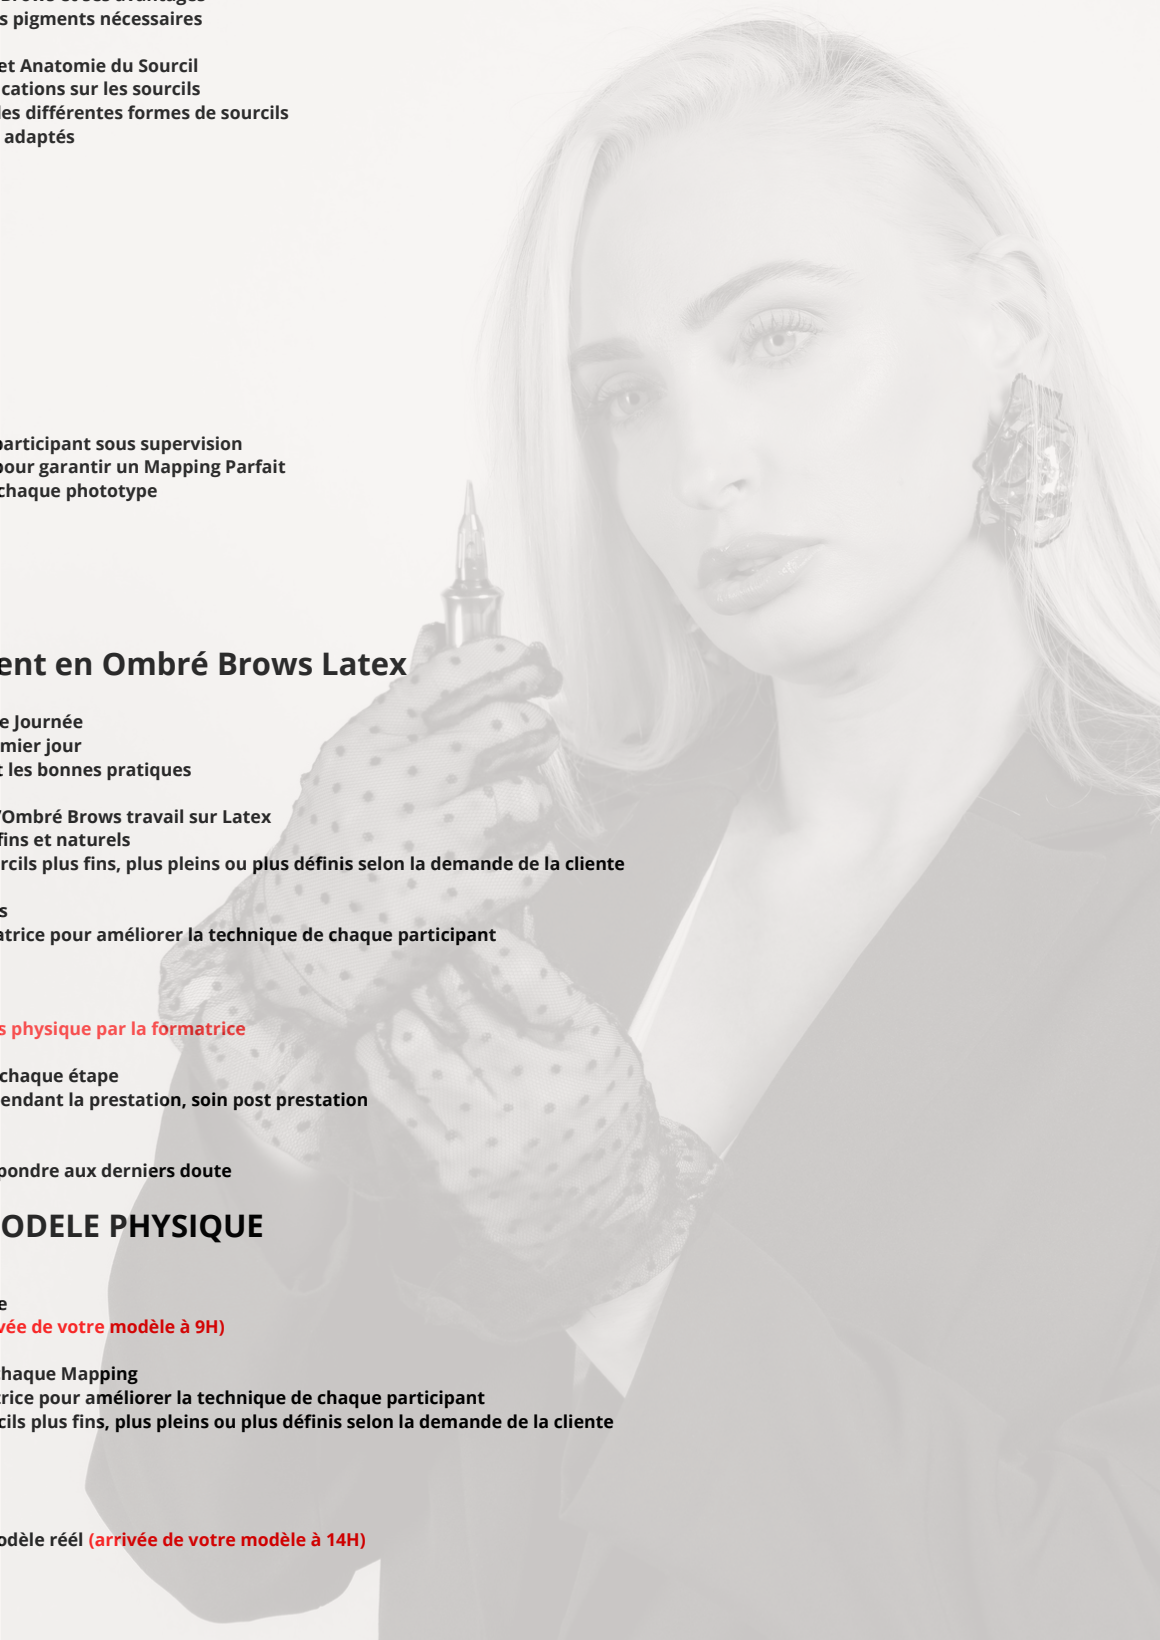 s pigments nécessaires
et Anatomie du Sourcil
cations sur les sourcils
les différentes formes de sourcils
adaptés
participant sous supervision
pour garantir un Mapping Parfait
chaque phototype
ent en Ombré Brows Latex
e Journée
mier jour
t les bonnes pratiques
'Ombré Brows travail sur Latex
fins et naturels
rcils plus fins, plus pleins ou plus définis selon la demande de la cliente
s
atrice pour améliorer la technique de chaque participant
s physique par la formatrice
chaque étape
endant la prestation, soin post prestation
pondre aux derniers doute
ODELE PHYSIQUE
e
vée de votre modèle à 9H)
chaque Mapping
trice pour améliorer la technique de chaque participant
cils plus fins, plus pleins ou plus définis selon la demande de la cliente
odèle réél (arrivée de votre modèle à 14H)